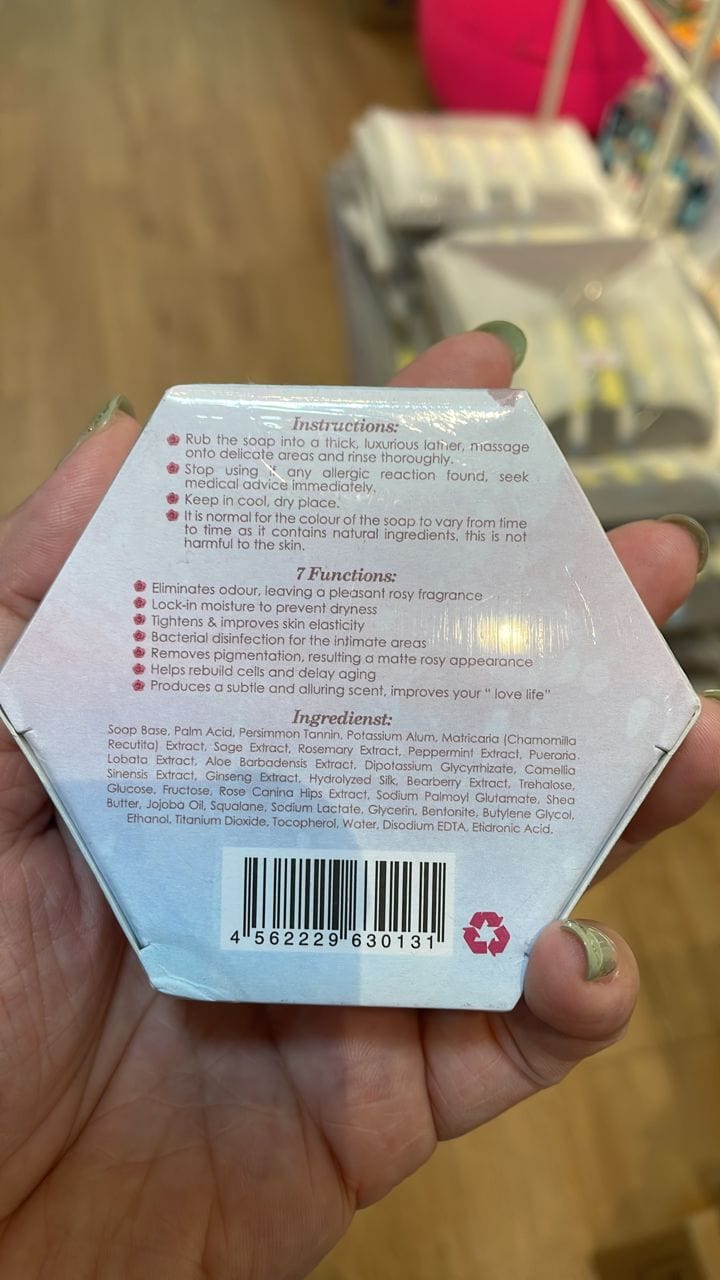 Instructions:
Rub the soap into a thick, luxurious lather, massage
onto delicate areas and rinse thoroughly.
Stop using any allergic reaction found, seek
medical advice immediately.
Keep in cool, dry place.
It is normal for the colour of the soap to vary from time
to time as it contains natural ingredients, this is not
harmful to the skin.
7 Functions:
Eliminates odour, leaving a pleasant rosy fragrance
Lock-in moisture to prevent dryness
Tightens & improves skin elasticity
Bacterial disinfection for the intimate areas
Removes pigmentation, resulting a matte rosy appearance
Helps rebuild cells and delay aging
Produces a subtle and alluring scent, improves your " love life"
Ingredienst:
Soap Base, Palm Acid, Persimmon Tannin, Potassium Alum, Matricaria (Chamomilla
Recutita) Extract, Sage Extract, Rosemary Extract, Peppermint Extract, Pueraria
Lobata Extract, Aloe Barbadensis Extract, Dipotassium Glycyrrhizate, Camellia
Sinensis Extract, Ginseng Extract, Hydrolyzed Silk, Bearberry Extract, Trehalose,
Glucose, Fructose, Rose Canina Hips Extract, Sodium Palmoyl Glutamate, Shea
Butter, Jojoba Oil, Squalane, Sodium Lactate, Glycerin, Bentonite, Butylene Glycol,
Ethanol, Titanium Dioxide, Tocopherol, Water, Disodium EDTA, Etidronic Acid.
4 562229 630131